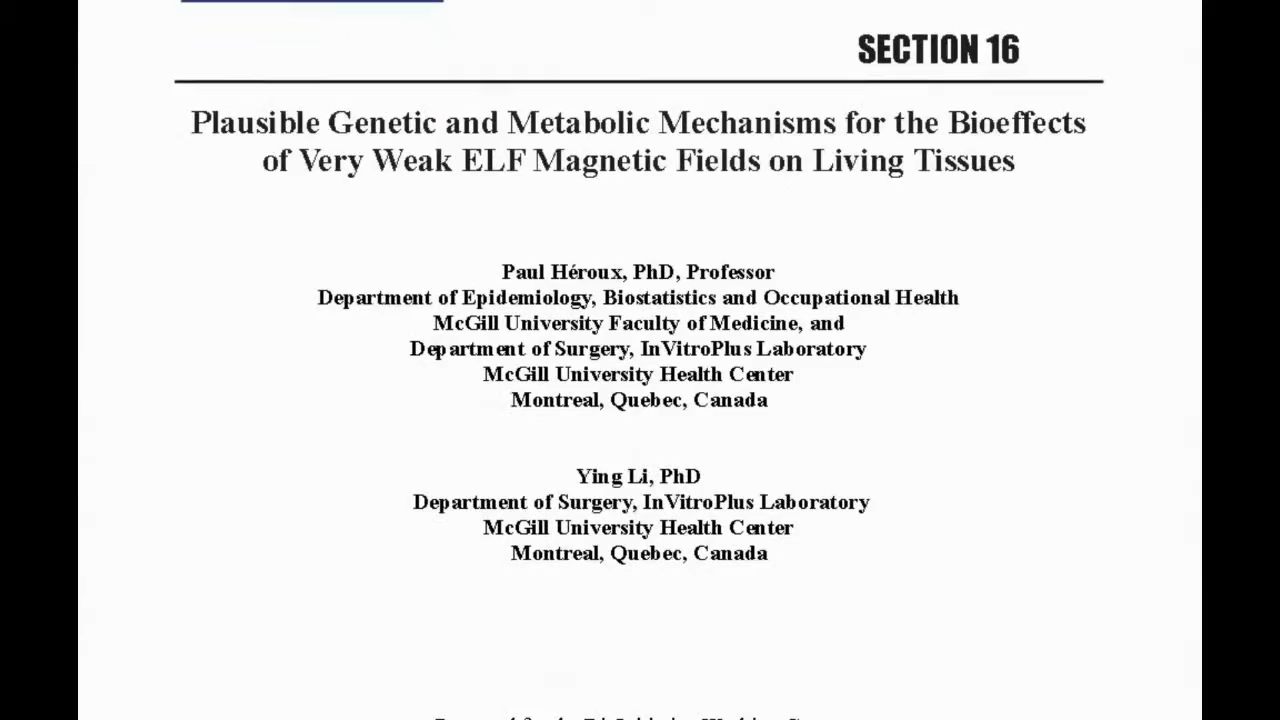 SECTION 16
Plausible Genetic and Metabolic Mechanisms for the Bioeffects
of Very Weak ELF Magnetic Fields on Living Tissues
Paul Héroux, PhD, Professor
Department of Epidemiology, Biostatistics and Occupational Health
McGill University Faculty of Medicine, and
Department of Surgery, InVitroPlus Laboratory
McGill University Health Center
Montreal, Quebec, Canada
Ying Li, PhD
Department of Surgery, InVitroPlus Laboratory
McGill University Health Center
Montreal, Quebec, Canada